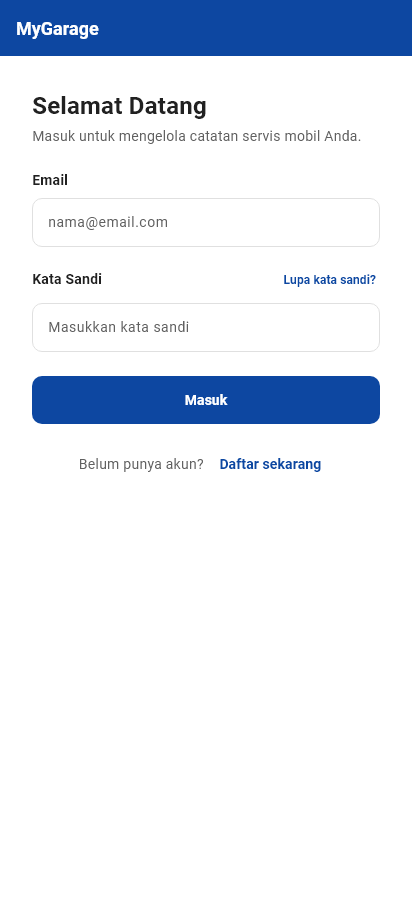 MyGarage
Selamat Datang
Masuk untuk mengelola catatan servis mobil Anda.
Email
nama@email.com
Kata Sandi Lupa kata sandi?
Masukkan kata sandi
Masuk
Belum punya akun? Daftar sekarang